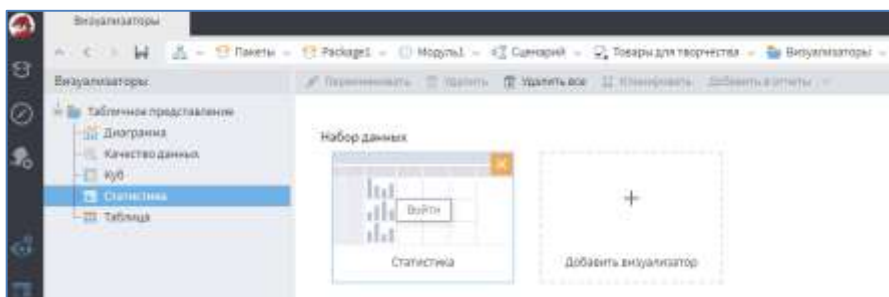 Визуализаторы
Пакеты Package1 Модуль1 Сценарий Товары для творчества Визуализаторы
Визуализаторы
Переименовать Удалить Удалить все Клонировать Добавить в отчеты
Табличное представление
Диаграмма
Качество данных
Куб
Статистика
Таблица
Набор данных
Войти
Статистика
Добавить визуализатор